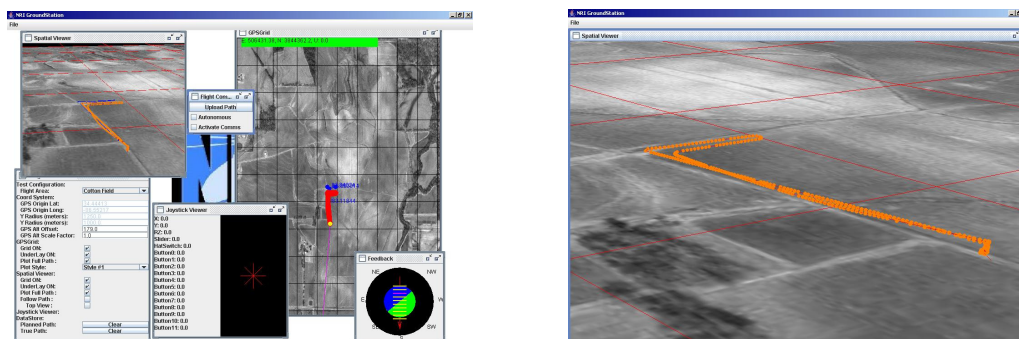 NRI GroundStation
File
Spatial Viewer
GPSGrid
Flight Com...
Upload Path
Autonomous
Activate Comms
Test Configuration:
Flight Area: Cotton Field
Coord System:
GPS Origin Lat:
GPS Origin Long:
Y Radius (meters):
Y Radius (meters):
GPS Alt Offset: 179.0
GPS Alt Scale Factor: 1.0
GPSGrid:
Grid ON:
UnderLay ON:
Plot Full Path :
Plot Style: Style #1
Spatial Viewer:
Grid ON:
UnderLay ON:
Plot Full Path :
Follow Path :
Top View :
Joystick Viewer:
DataStore:
Planned Path: Clear
True Path: Clear
Joystick Viewer
X: 0.0
Y: 0.0
RZ: 0.0
Slider: 0.0
HatSwitch: 0.0
Button0: 0.0
Button1: 0.0
Button2: 0.0
Button3: 0.0
Button4: 0.0
Button5: 0.0
Button6: 0.0
Button7: 0.0
Button8: 0.0
Button9: 0.0
Button10: 0.0
Button11: 0.0
Feedback
NE
NW
E
W
SE
SW
S
NRI GroundStation
File
Spatial Viewer